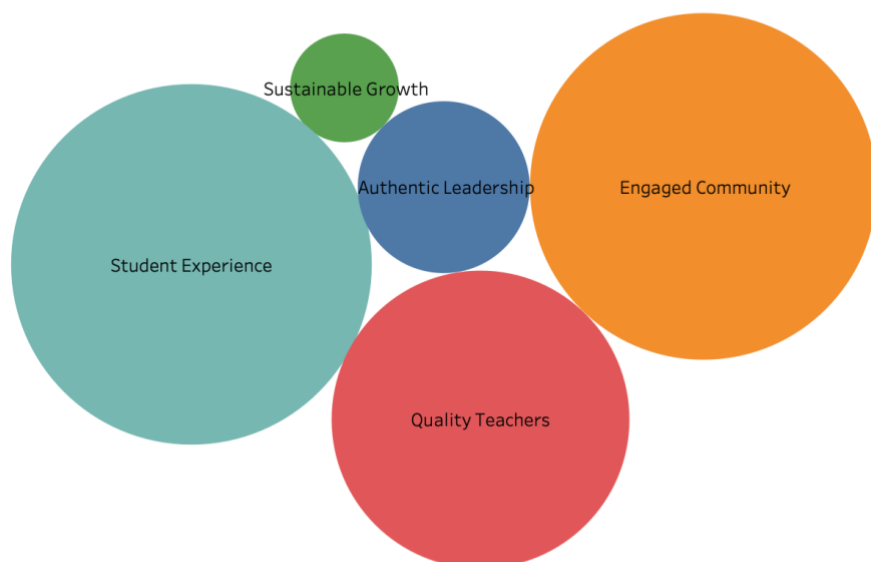 Sustainable Growth
Authentic Leadership
Engaged Community
Student Experience
Quality Teachers